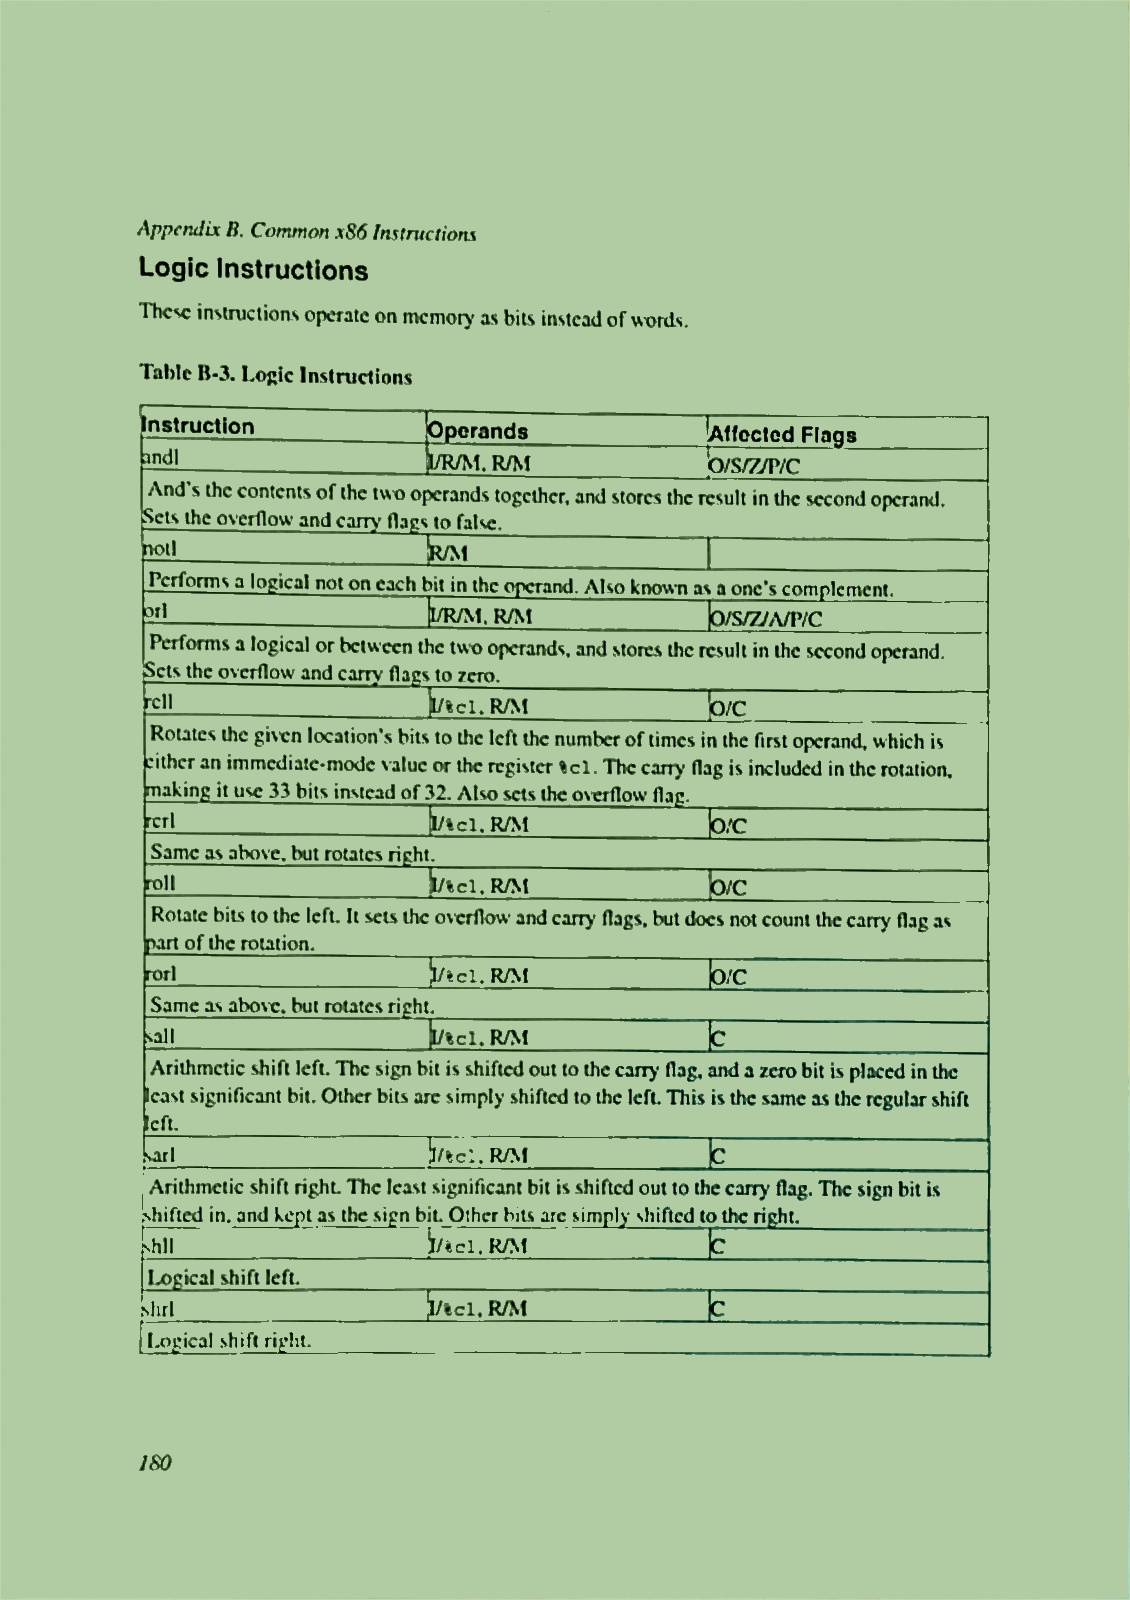 Appendix B. Common x86 Instructions
Logic Instructions
These instructions operate on memory as bits instead of words.
Table B-3. Logic Instructions
Instruction Operands Affected Flags
andl I/R/M, R/M O/S/Z/P/C
And's the contents of the two operands together, and stores the result in the second operand.
Sets the overflow and carry flags to false.
notl R/M
Performs a logical not on each bit in the operand. Also known as a one's complement.
orl I/R/M, R/M O/S/Z/A/P/C
Performs a logical or between the two operands, and stores the result in the second operand.
Sets the overflow and carry flags to zero.
rcll I/%cl, R/M O/C
Rotates the given location's bits to the left the number of times in the first operand, which is
either an immediate-mode value or the register %cl. The carry flag is included in the rotation,
making it use 33 bits instead of 32. Also sets the overflow flag.
rcrl I/%cl, R/M O/C
Same as above, but rotates right.
roll I/%cl, R/M O/C
Rotate bits to the left. It sets the overflow and carry flags, but does not count the carry flag as
part of the rotation.
rorl I/%cl, R/M O/C
Same as above, but rotates right.
sall I/%cl, R/M C
Arithmetic shift left. The sign bit is shifted out to the carry flag, and a zero bit is placed in the
least significant bit. Other bits are simply shifted to the left. This is the same as the regular shift
left.
sarl I/%cl, R/M C
Arithmetic shift right. The least significant bit is shifted out to the carry flag. The sign bit is
shifted in, and kept as the sign bit. Other bits are simply shifted to the right.
shll I/%cl, R/M C
Logical shift left.
shrl I/%cl, R/M C
Logical shift right.
180